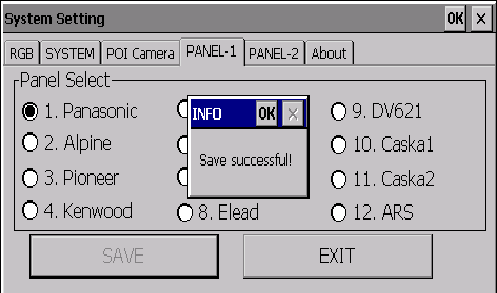 System Setting OK ×
RGB SYSTEM POI Camera PANEL-1 PANEL-2 About
Panel Select
1. Panasonic
2. Alpine
3. Pioneer
4. Kenwood
8. Elead
9. DV621
10. Caska1
11. Caska2
12. ARS
INFO OK ×
Save successful!
SAVE EXIT